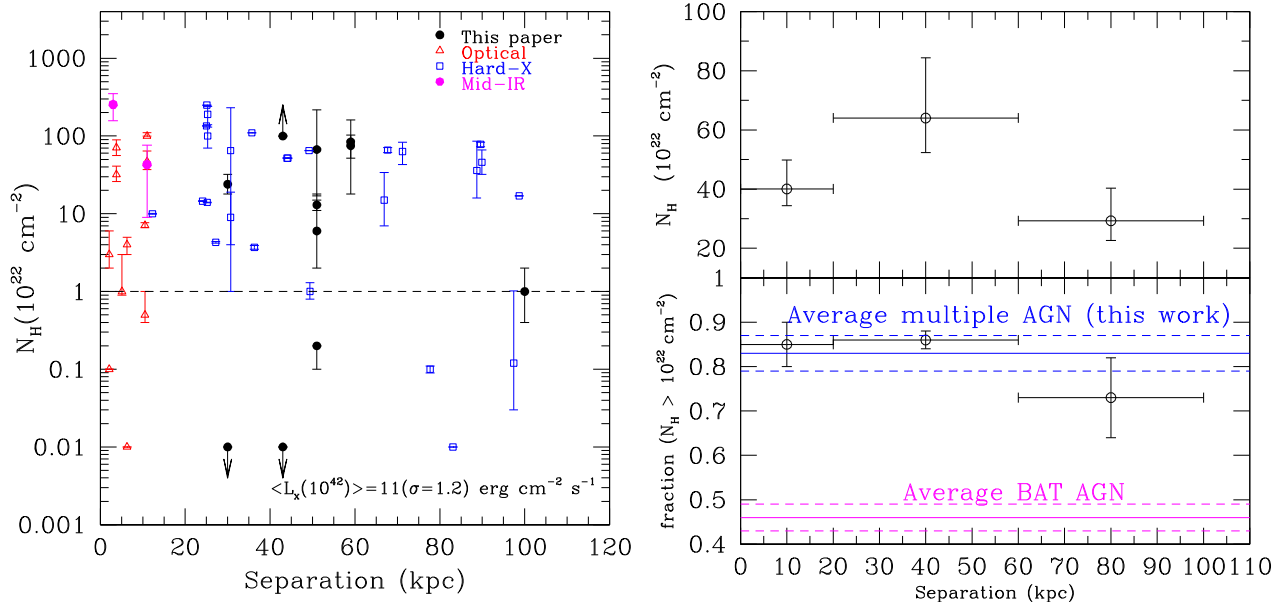 This paper
Optical
Hard-X
Mid-IR
1000
100
10
1
0.1
0.01
0.001
N_H(10^22 cm^-2)
<L_x(10^42)>=11(σ=1.2) erg cm^-2 s^-1
0 20 40 60 80 100 120
Separation (kpc)
100
80
60
40
20
N_H (10^22 cm^-2)
1
0.9
0.8
0.7
0.6
0.5
0.4
fraction (N_H > 10^22 cm^-2)
Average multiple AGN (this work)
Average BAT AGN
0 10 20 30 40 50 60 70 80 90 100 110
Separation (kpc)